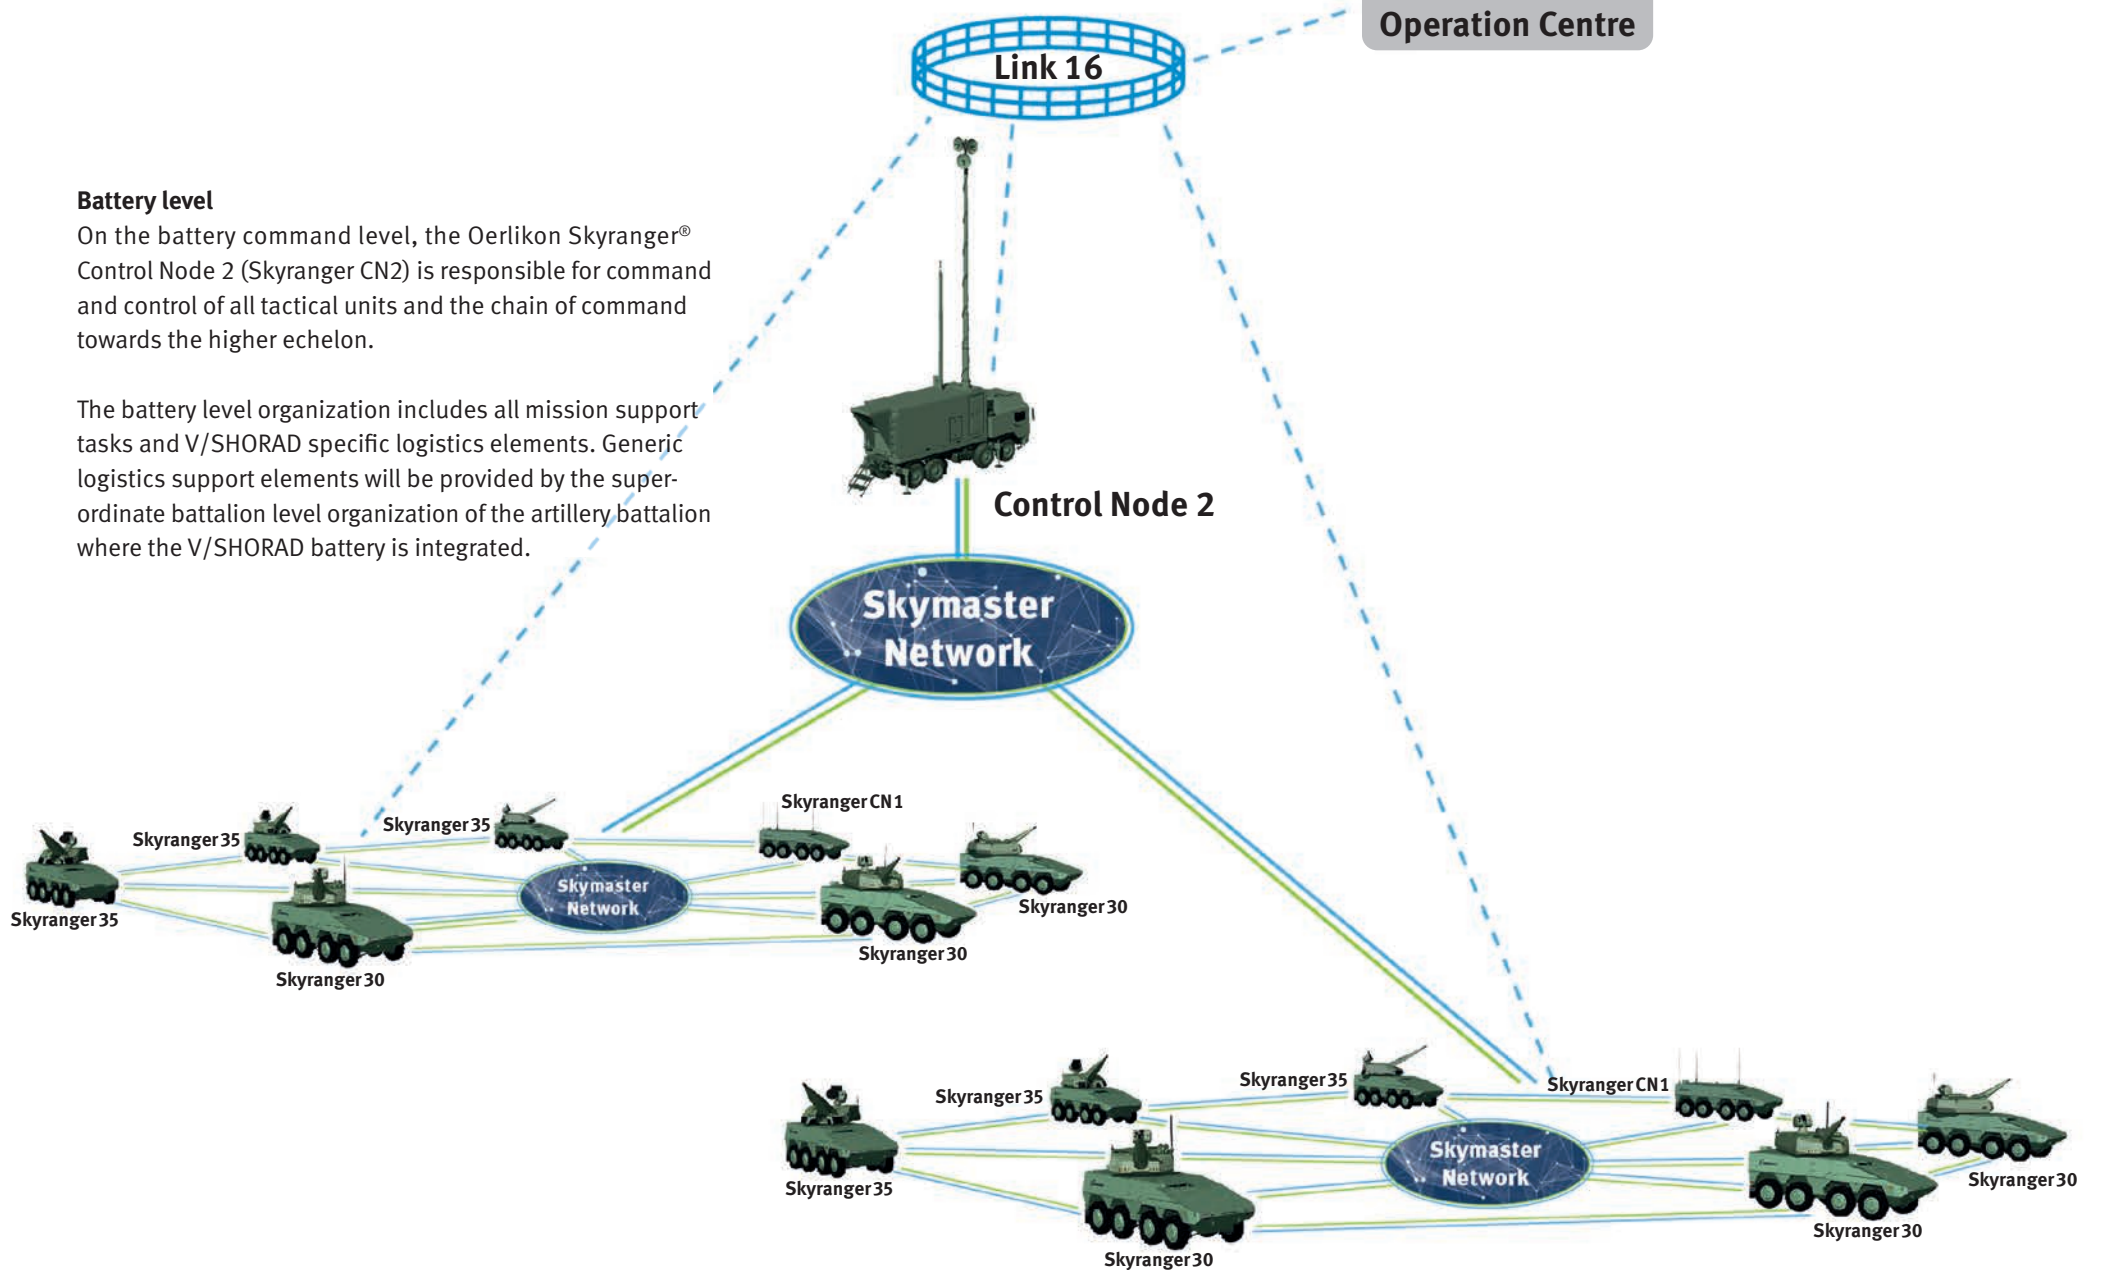 Operation Centre
Link 16
Battery level
On the battery command level, the Oerlikon Skyranger®
Control Node 2 (Skyranger CN2) is responsible for command
and control of all tactical units and the chain of command
towards the higher echelon.
The battery level organization includes all mission support
tasks and V/SHORAD specific logistics elements. Generic
logistics support elements will be provided by the super-
ordinate battalion level organization of the artillery battalion
where the V/SHORAD battery is integrated.
Control Node 2
Skymaster
Network
Skyranger CN1
Skyranger 35
Skyranger 35
Skymaster
Network
Skyranger 35
Skyranger 30
Skyranger 30
Skyranger 30
Skyranger 35
Skyranger 35
Skyranger CN1
Skymaster
Network
Skyranger 35
Skyranger 30
Skyranger 30
Skyranger 30